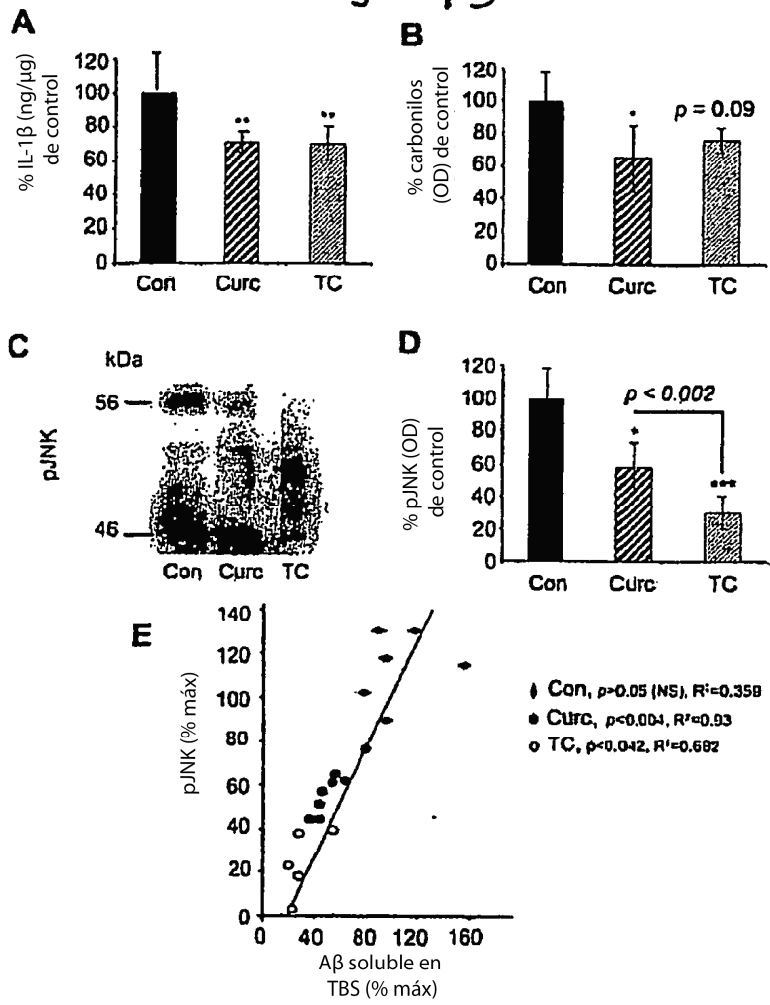 A
% IL-1β (ng/µg)
de control
120
100
80
60
40
20
0
**
**
Con
Curc
TC
B
% carbonilos
(OD) de control
120
100
80
60
40
20
0
*
p = 0.09
Con
Curc
TC
C
kDa
pJNK
56
46
Con
Curc
TC
D
% pJNK (OD)
de control
120
100
80
60
40
20
0
p < 0.002
*
***
Con
Curc
TC
E
pJNK (% máx)
140
120
100
80
60
40
20
0
0
40
80
120
160
Aβ soluble en
TBS (% máx)
Con, p>0.05 (NS), R²=0.359
Curc, p<0.004, R²=0.93
TC, p<0.042, R²=0.682